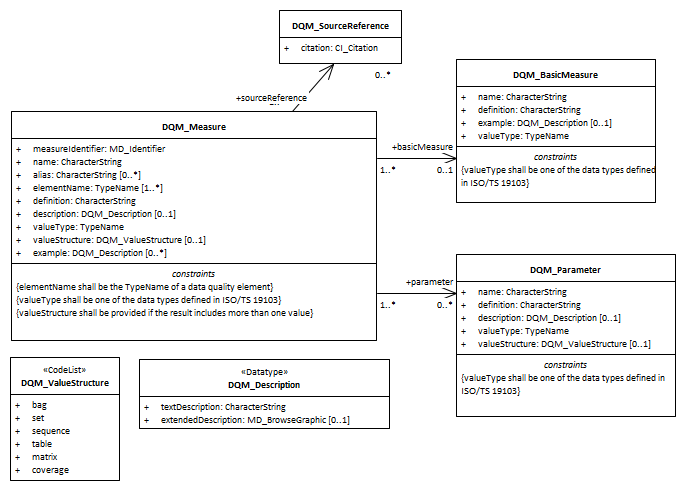 DQM_SourceReference
+ citation: CI_Citation
0..*
+sourceReference
DQM_Measure
+ measureIdentifier: MD_Identifier
+ name: CharacterString
+ alias: CharacterString [0..*]
+ elementName: TypeName [1..*]
+ definition: CharacterString
+ description: DQM_Description [0..1]
+ valueType: TypeName
+ valueStructure: DQM_ValueStructure [0..1]
+ example: DQM_Description [0..*]
constraints
{elementName shall be the TypeName of a data quality element}
{valueType shall be one of the data types defined in ISO/TS 19103}
{valueStructure shall be provided if the result includes more than one value}
+basicMeasure
1..*
0..1
DQM_BasicMeasure
+ name: CharacterString
+ definition: CharacterString
+ example: DQM_Description [0..1]
+ valueType: TypeName
constraints
{valueType shall be one of the data types defined
in ISO/TS 19103}
+parameter
1..*
0..*
DQM_Parameter
+ name: CharacterString
+ definition: CharacterString
+ description: DQM_Description [0..1]
+ valueType: TypeName
+ valueStructure: DQM_ValueStructure [0..1]
constraints
{valueType shall be one of the data types defined in
ISO/TS 19103}
«CodeList»
DQM_ValueStructure
+ bag
+ set
+ sequence
+ table
+ matrix
+ coverage
«Datatype»
DQM_Description
+ textDescription: CharacterString
+ extendedDescription: MD_BrowseGraphic [0..1]